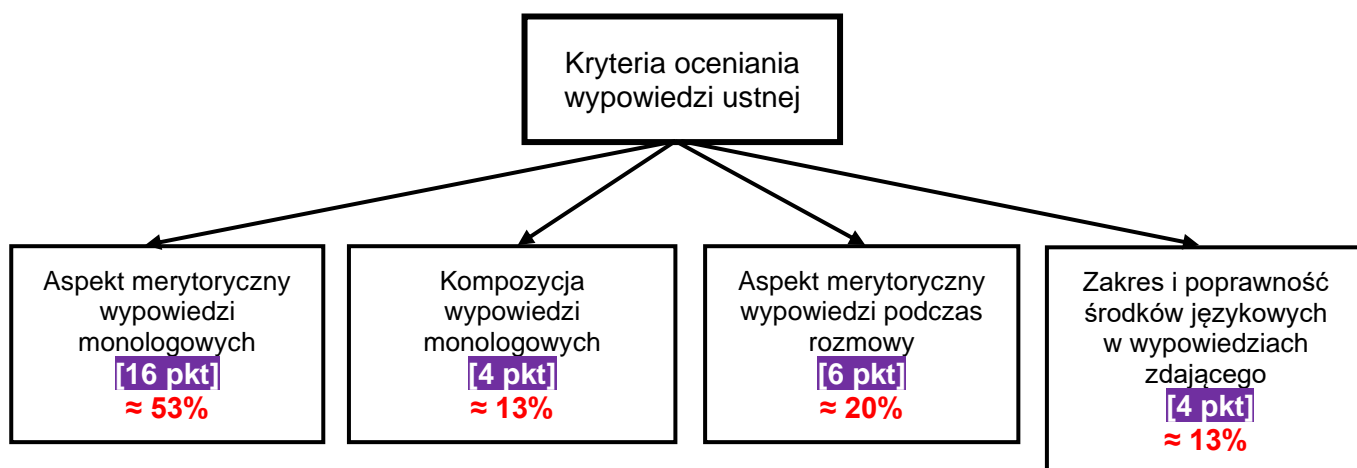 Kryteria oceniania
wypowiedzi ustnej
Aspekt merytoryczny
wypowiedzi
monologowych
[16 pkt]
≈ 53%
Kompozycja
wypowiedzi
monologowych
[4 pkt]
≈ 13%
Aspekt merytoryczny
wypowiedzi podczas
rozmowy
[6 pkt]
≈ 20%
Zakres i poprawność
środków językowych
w wypowiedziach
zdającego
[4 pkt]
≈ 13%